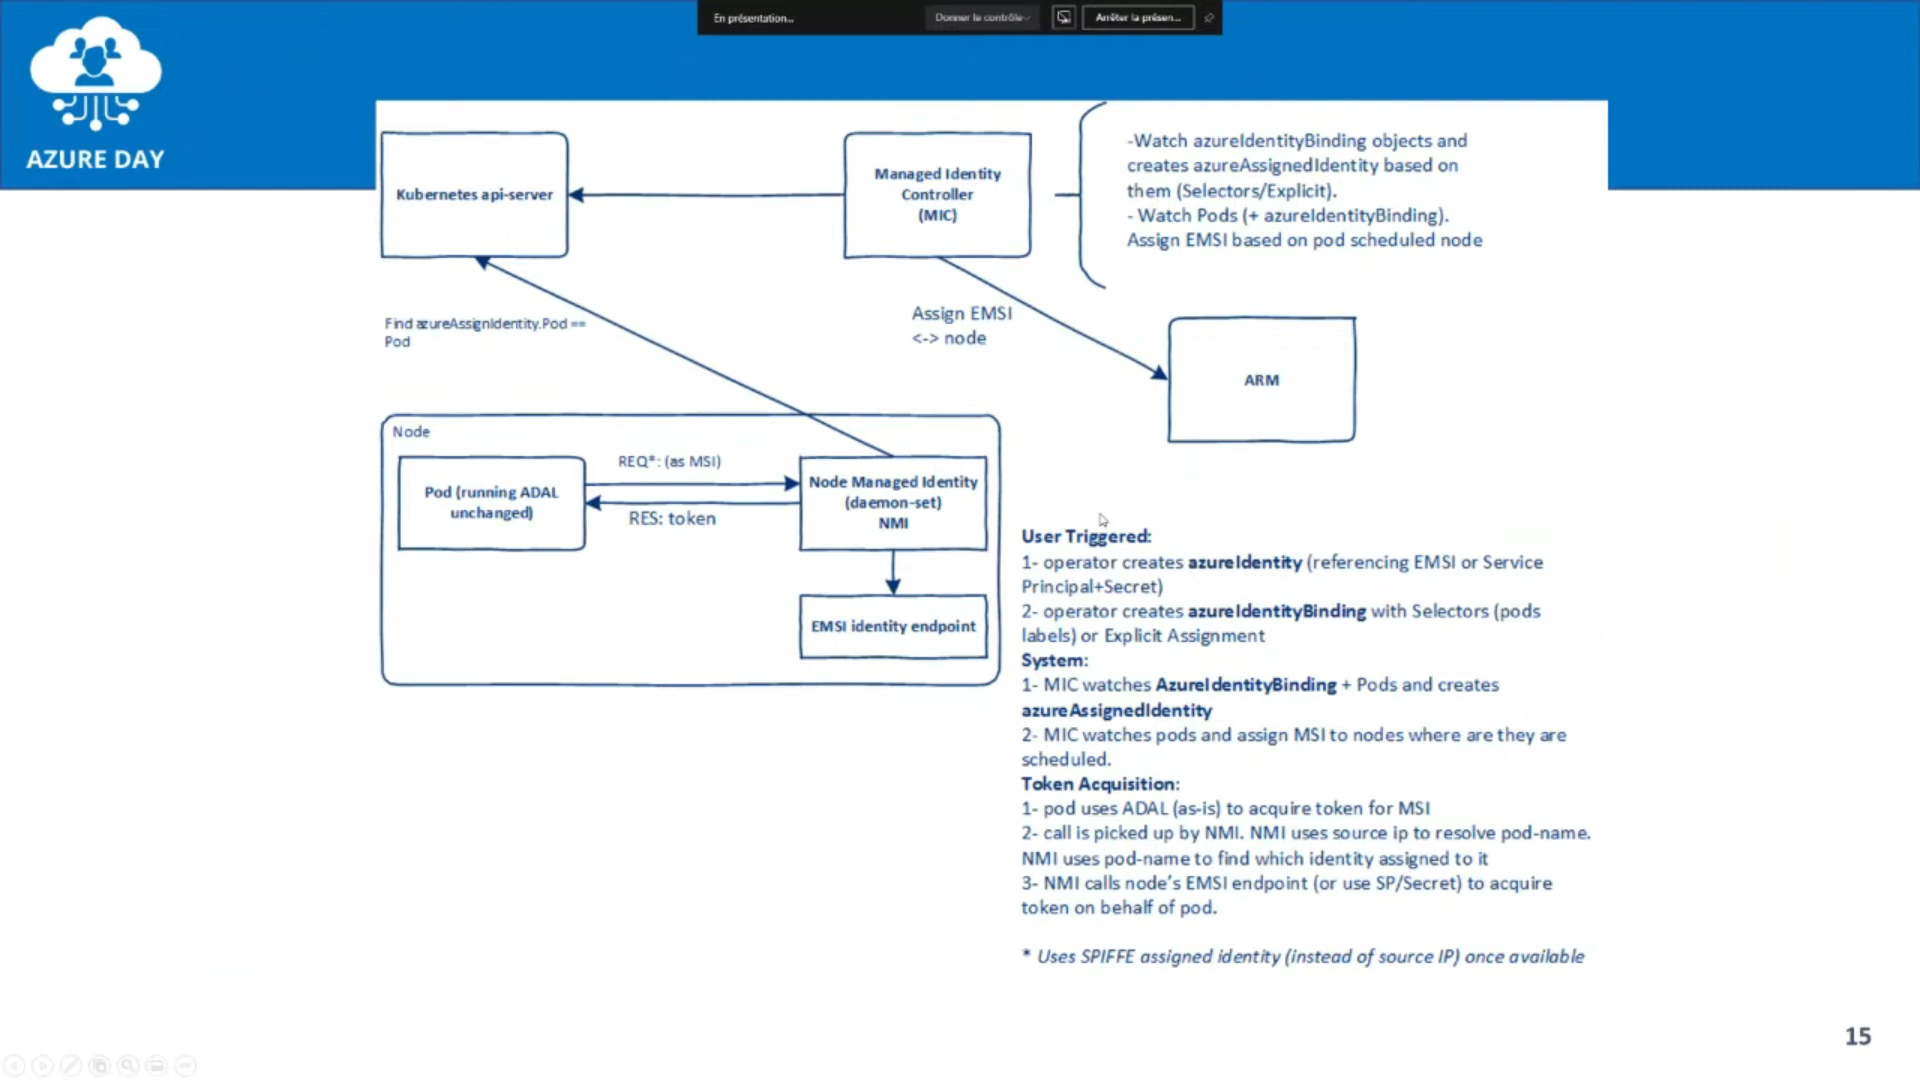 En présentation...
Donner le contrôle
Arrêter la présen...
AZURE DAY
Kubernetes api-server
Managed Identity
Controller
(MIC)
-Watch azureIdentityBinding objects and
creates azureAssignedIdentity based on
them (Selectors/Explicit).
- Watch Pods (+ azureIdentityBinding).
Assign EMSI based on pod scheduled node
Find azureAssignIdentity.Pod ==
Pod
Assign EMSI
<-> node
ARM
Node
Pod (running ADAL
unchanged)
REQ*: (as MSI)
RES: token
Node Managed Identity
(daemon-set)
NMI
EMSI identity endpoint
User Triggered:
1- operator creates azureIdentity (referencing EMSI or Service
Principal+Secret)
2- operator creates azureIdentityBinding with Selectors (pods
labels) or Explicit Assignment
System:
1- MIC watches AzureIdentityBinding + Pods and creates
azureAssignedIdentity
2- MIC watches pods and assign MSI to nodes where are they are
scheduled.
Token Acquisition:
1- pod uses ADAL (as-is) to acquire token for MSI
2- call is picked up by NMI. NMI uses source ip to resolve pod-name.
NMI uses pod-name to find which identity assigned to it
3- NMI calls node's EMSI endpoint (or use SP/Secret) to acquire
token on behalf of pod.
* Uses SPIFFE assigned identity (instead of source IP) once available
15